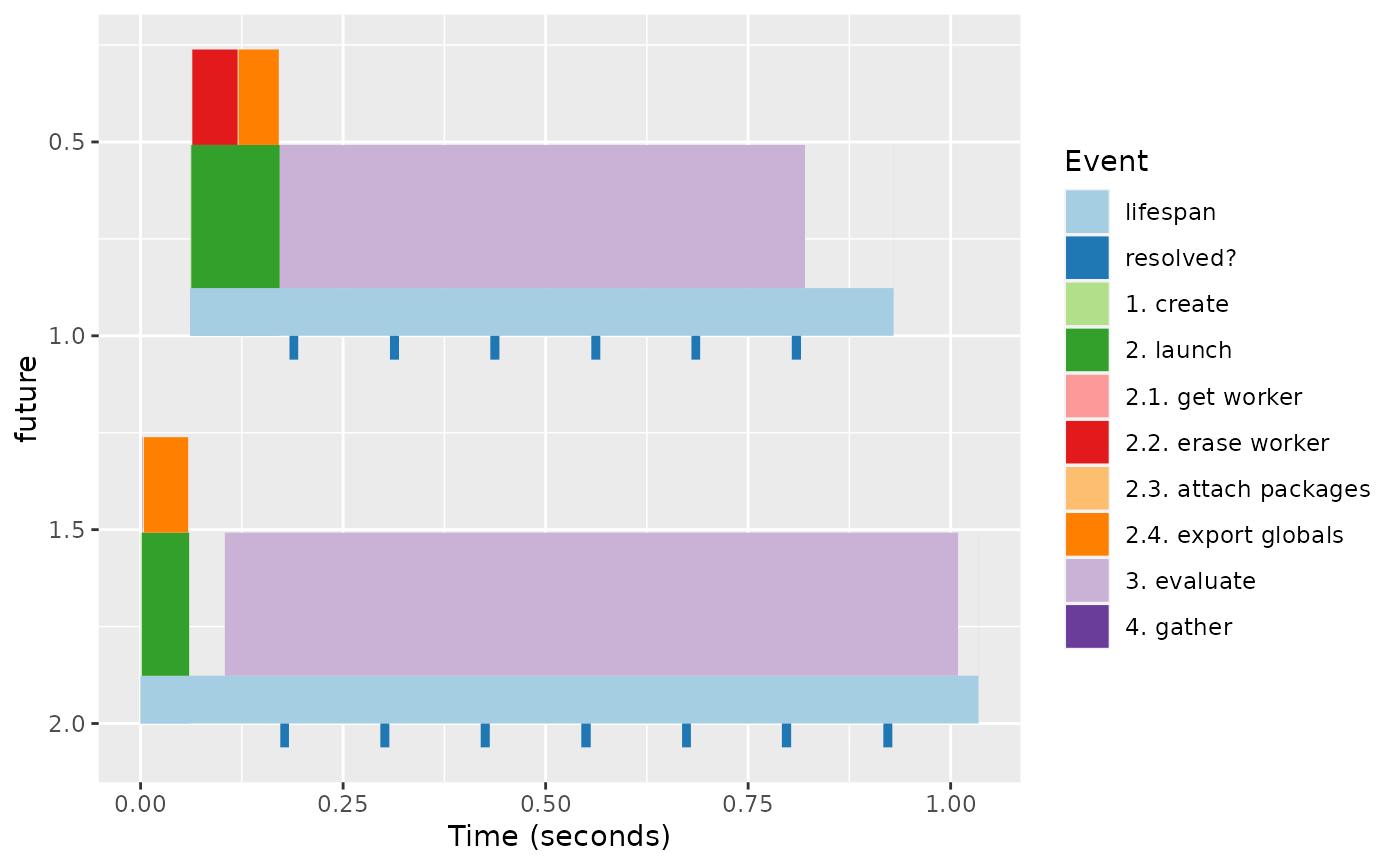 future
0.5
1.0
1.5
2.0
0.00 0.25 0.50 0.75 1.00
Time (seconds)
Event
lifespan
resolved?
1. create
2. launch
2.1. get worker
2.2. erase worker
2.3. attach packages
2.4. export globals
3. evaluate
4. gather